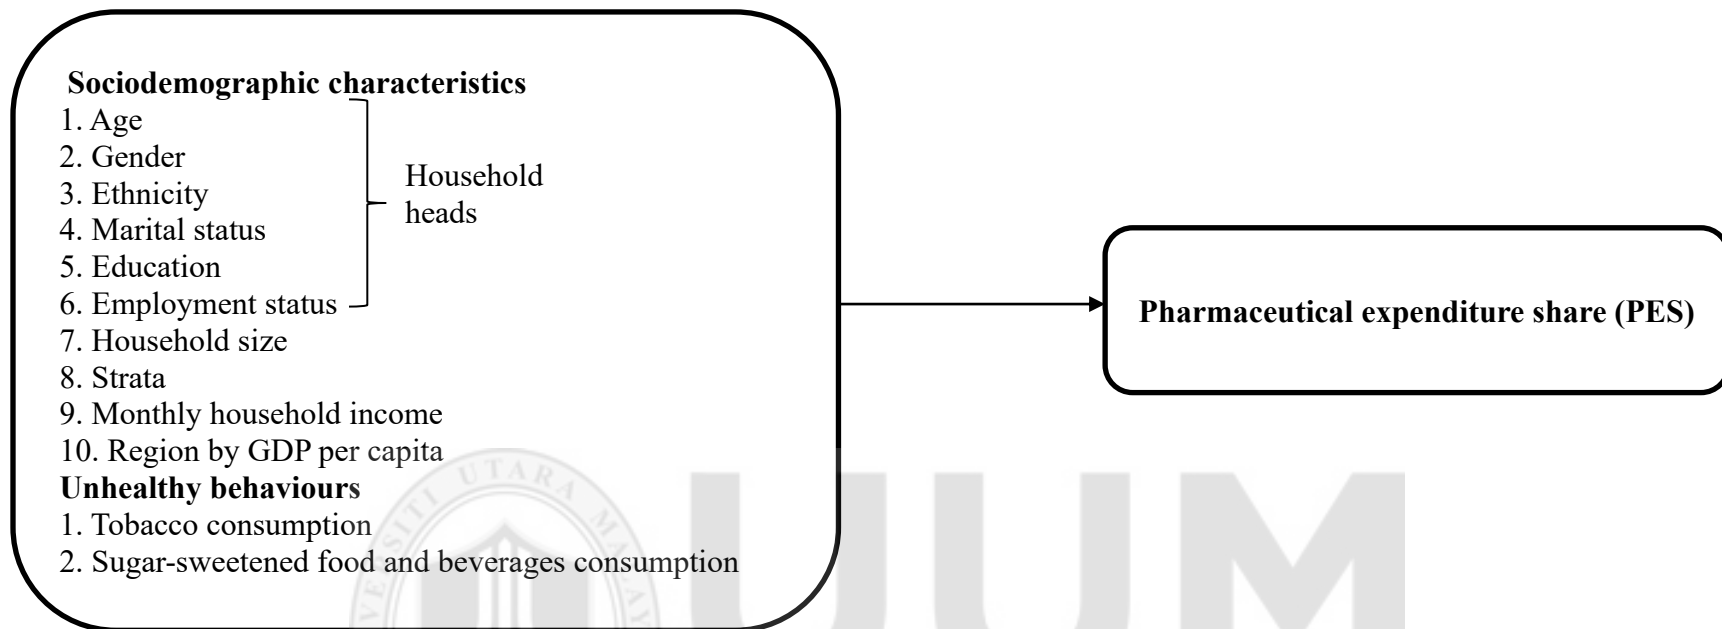 Sociodemographic characteristics
1. Age
2. Gender
3. Ethnicity
4. Marital status
5. Education
6. Employment status
Household
heads
7. Household size
8. Strata
9. Monthly household income
10. Region by GDP per capita
Unhealthy behaviours
1. Tobacco consumption
2. Sugar-sweetened food and beverages consumption
Pharmaceutical expenditure share (PES)
UUM